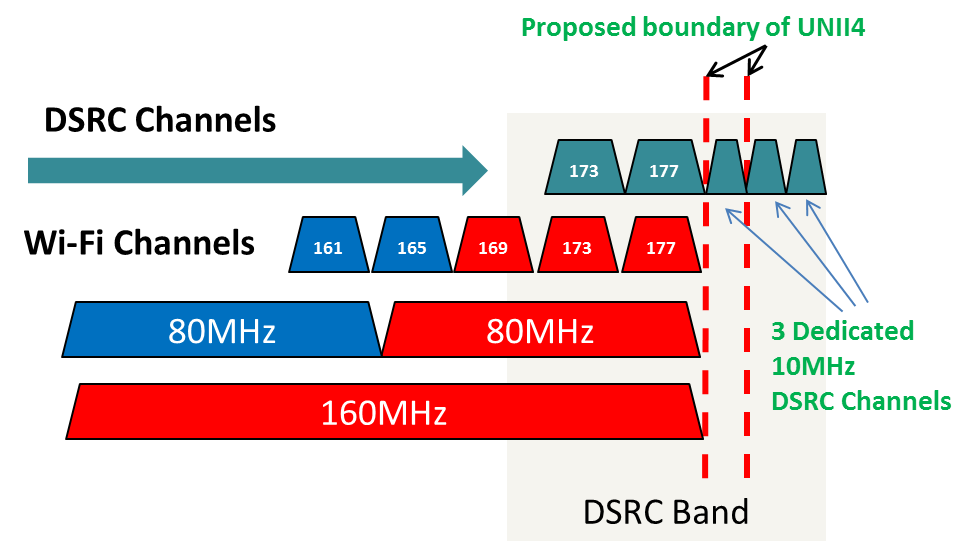 Proposed boundary of UNII4
DSRC Channels
173 177
Wi-Fi Channels
161 165 169 173 177
80MHz 80MHz
3 Dedicated
10MHz
DSRC Channels
160MHz
DSRC Band